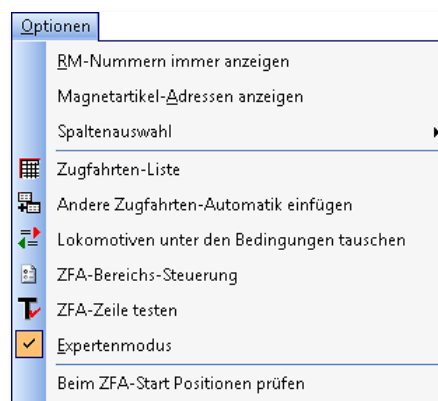 Optionen
RM-Nummern immer anzeigen
Magnetartikel-Adressen anzeigen
Spaltenauswahl
Zugfahrten-Liste
Andere Zugfahrten-Automatik einfügen
Lokomotiven unter den Bedingungen tauschen
ZFA-Bereichs-Steuerung
ZFA-Zeile testen
Expertenmodus
Beim ZFA-Start Positionen prüfen